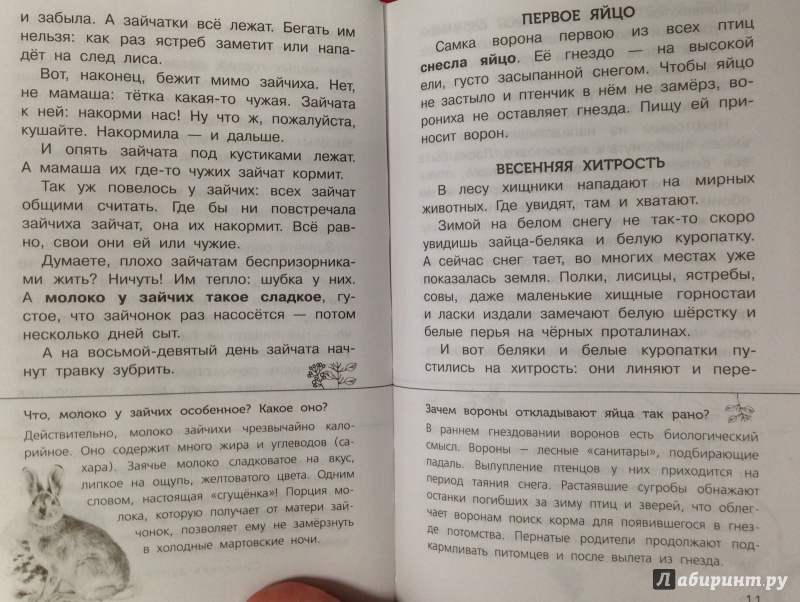 и забыла. А зайчатки всё лежат. Бегать им
нельзя: как раз ястреб заметит или напа-
дёт на след лиса.
Вот, наконец, бежит мимо зайчиха. Нет,
не мамаша: тётка какая-то чужая. Зайчата
к ней: накорми нас! Ну что ж, пожалуйста,
кушайте. Накормила — и дальше.
И опять зайчата под кустиками лежат.
А мамаша их где-то чужих зайчат кормит.
Так уж повелось у зайчих: всех зайчат
общими считать. Где бы ни повстречала
зайчиха зайчат, она их накормит. Всё рав-
но, свои они ей или чужие.
Думаете, плохо зайчатам беспризорника-
ми жить? Ничуть! Им тепло: шубка у них.
А молоко у зайчих такое сладкое, гу-
стое, что зайчонок раз насосётся — потом
несколько дней сыт.
А на восьмой-девятый день зайчата нач-
нут травку зубрить.
Что, молоко у зайчих особенное? Какое оно?
Действительно, молоко зайчихи чрезвычайно кало-
рийное. Оно содержит много жира и углеводов (са-
хара). Заячье молоко сладковатое на вкус,
липкое на ощупь, желтоватого цвета. Одним
словом, настоящая «сгущёнка»! Порция мо-
лока, которую получает от матери зай-
чонок, позволяет ему не замёрзнуть
в холодные мартовские ночи.
ПЕРВОЕ ЯЙЦО
Самка ворона первою из всех птиц
снесла яйцо. Её гнездо — на высокой
ели, густо засыпанной снегом. Чтобы яйцо
не застыло и птенчик в нём не замёрз, во-
рониха не оставляет гнезда. Пищу ей при-
носит ворон.
ВЕСЕННЯЯ ХИТРОСТЬ
В лесу хищники нападают на мирных
животных. Где увидят, там и хватают.
Зимой на белом снегу не так-то скоро
увидишь зайца-беляка и белую куропатку.
А сейчас снег тает, во многих местах уже
показалась земля. Полки, лисицы, ястребы,
совы, даже маленькие хищные горностаи
и ласки издали замечают белую шёрстку и
белые перья на чёрных проталинах.
И вот беляки и белые куропатки пу-
стились на хитрость: они линяют и пере-
Зачем вороны откладывают яйца так рано?
В раннем гнездовании воронов есть биологический
смысл. Вороны — лесные «санитары», подбирающие
падаль. Вылупление птенцов у них приходится на
период таяния снега. Растаявшие сугробы обнажают
останки погибших за зиму птиц и зверей, что облег-
чает воронам поиск корма для появившегося в гнез-
де потомства. Пернатые родители продолжают под-
кармливать питомцев и после вылета из гнезда.
11
Лабиринт.ру